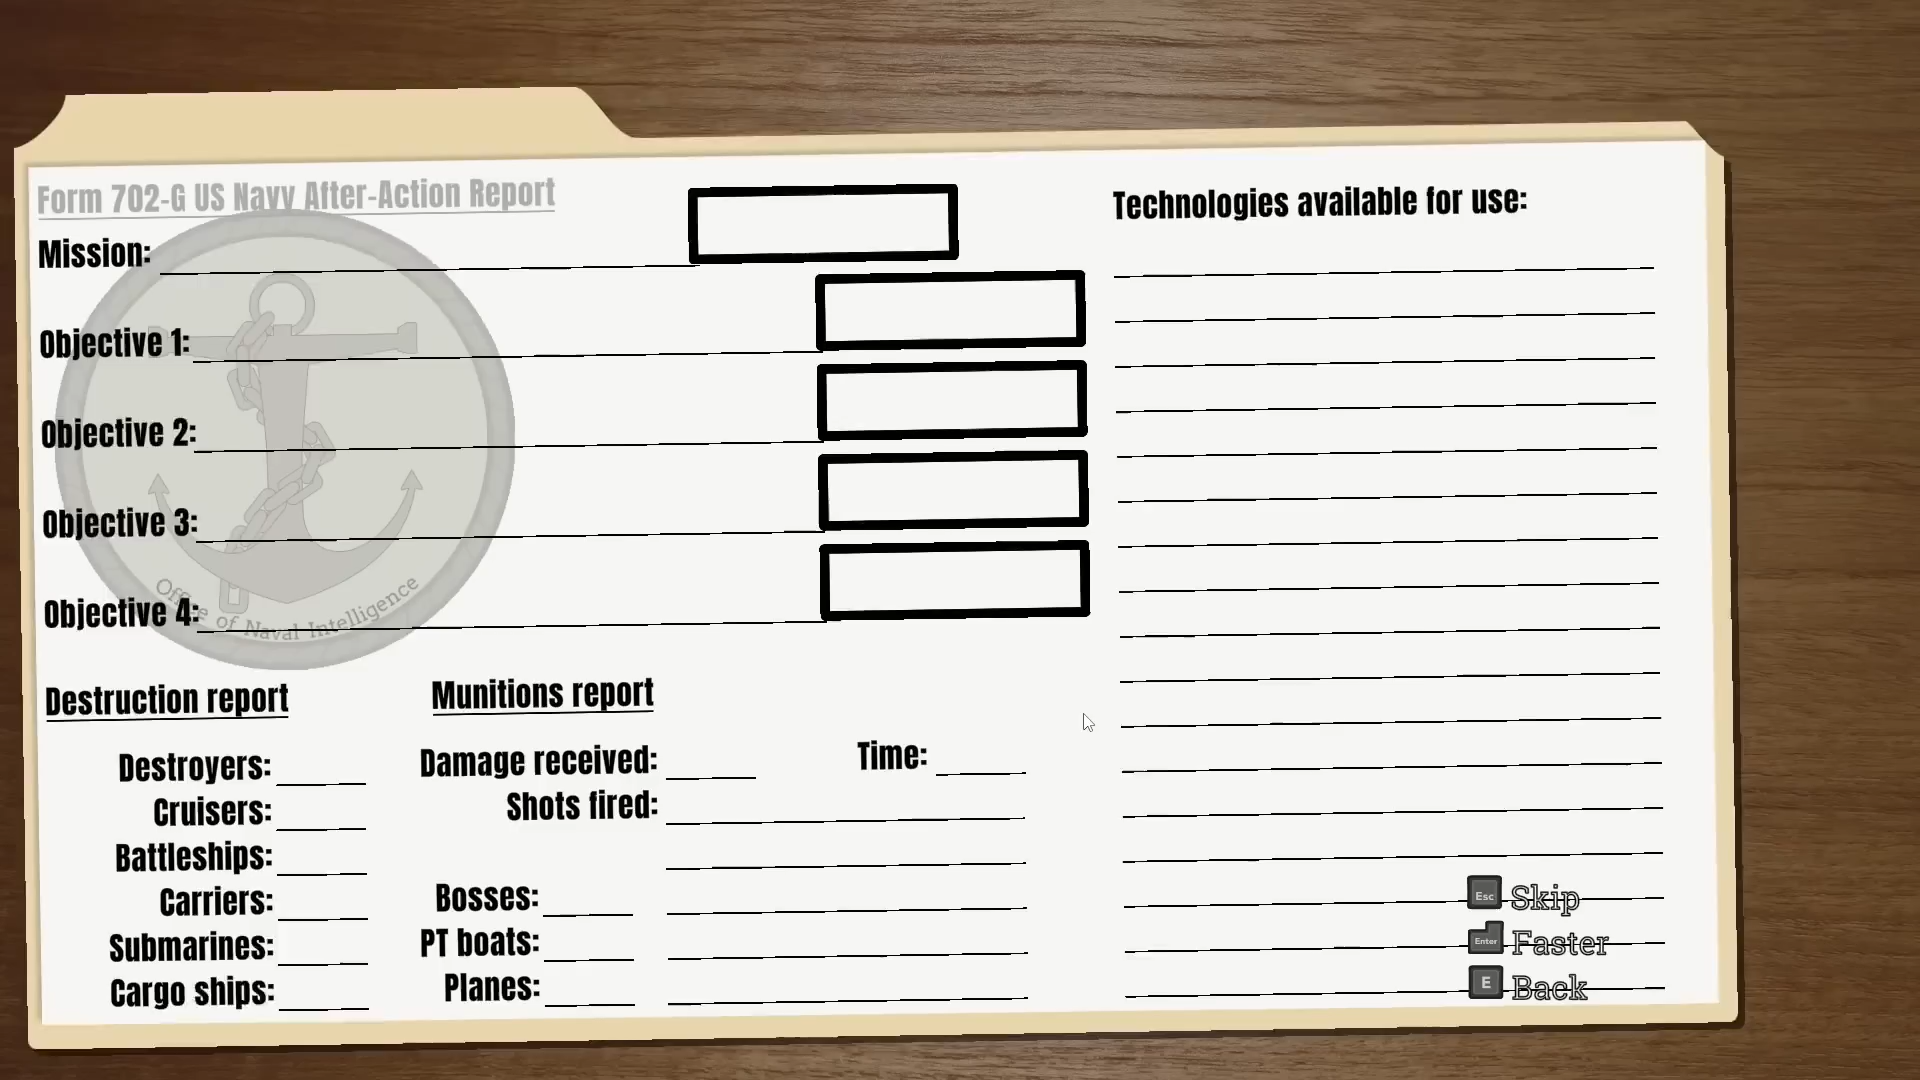 Form 702-G US Navy After-Action Report
Mission:
Objective 1:
Objective 2:
Objective 3:
Objective 4:
Office of Naval Intelligence
Destruction report
Destroyers:
Cruisers:
Battleships:
Carriers:
Submarines:
Cargo ships:
Munitions report
Damage received:
Time:
Shots fired:
Bosses:
PT boats:
Planes:
Technologies available for use:
Esc Skip
Enter Faster
E Back